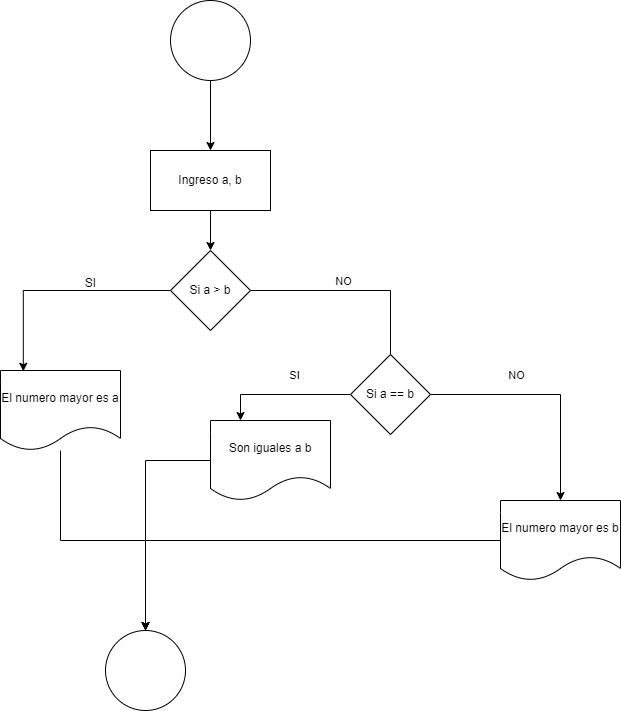 Ingreso a, b
Si a > b
SI
NO
El numero mayor es a
Si a == b
SI
NO
Son iguales a b
El numero mayor es b